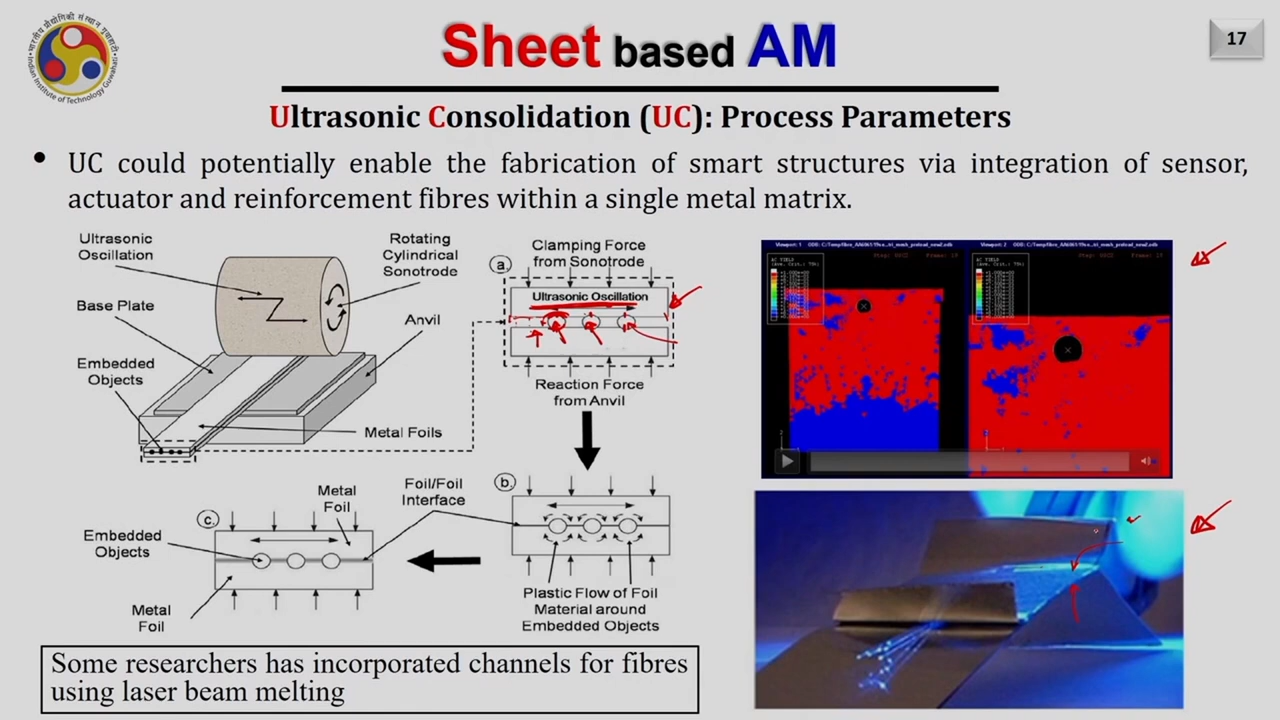 Sheet based AM
17
Ultrasonic Consolidation (UC): Process Parameters
• UC could potentially enable the fabrication of smart structures via integration of sensor,
actuator and reinforcement fibres within a single metal matrix.
Ultrasonic
Oscillation
Rotating
Cylindrical
Sonotrode
Base Plate
Anvil
Embedded
Objects
Metal Foils
a.
Clamping Force
from Sonotrode
Ultrasonic Oscillation
Reaction Force
from Anvil
Foil/Foil
Interface
b.
Plastic Flow of Foil
Material around
Embedded Objects
c.
Metal
Foil
Embedded
Objects
Metal
Foil
Viewport: 1
Viewport: 2
Some researchers has incorporated channels for fibres
using laser beam melting